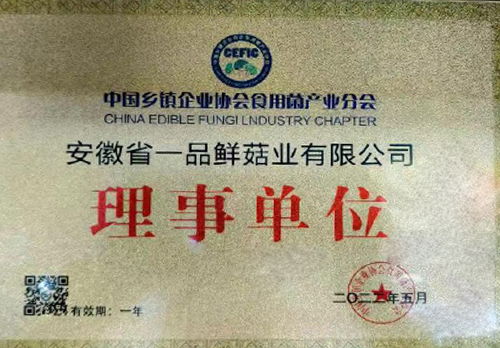 CEFIC
中国乡镇企业协会食用菌产业分会
CHINA EDIBLE FUNGI LNDUSTRY CHAPTER
安徽省一品鲜菇业有限公司
理事单位
二〇二二年五月
有效期：一年